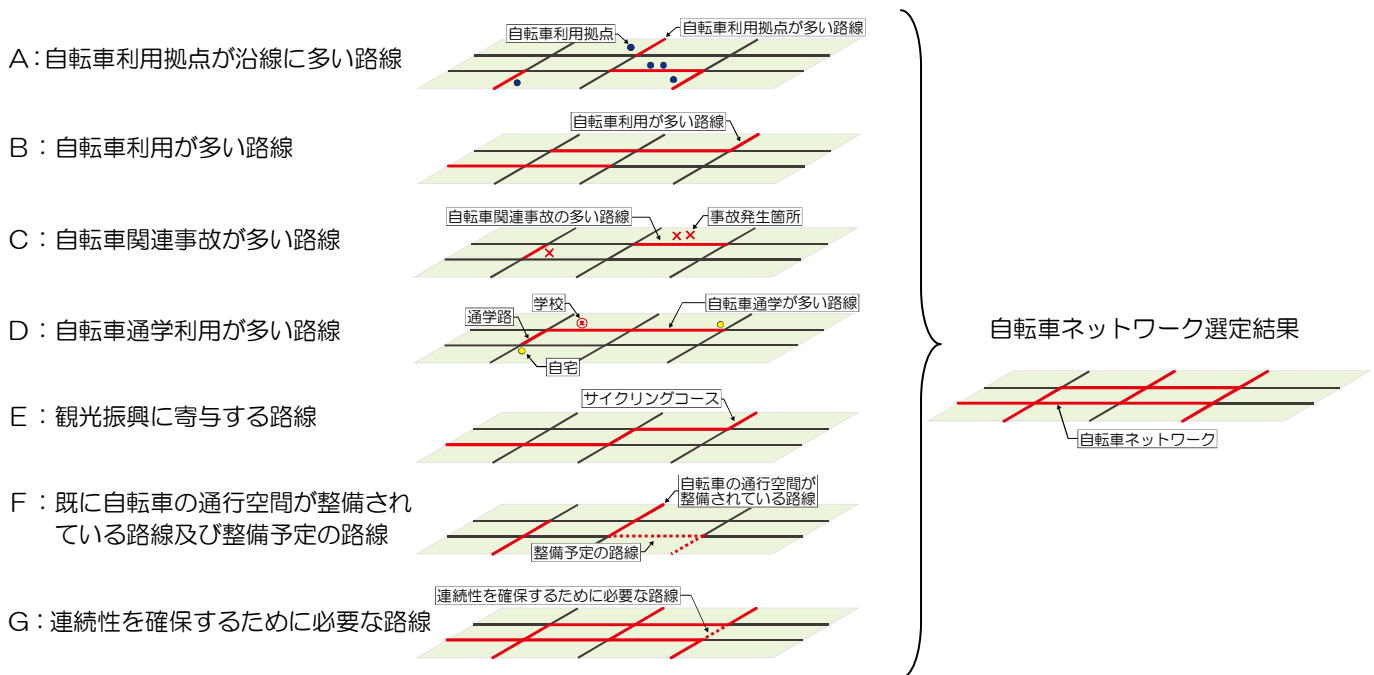 自転車利用拠点
自転車利用拠点が多い路線
A:自転車利用拠点が沿線に多い路線
自転車利用が多い路線
B:自転車利用が多い路線
自転車関連事故の多い路線
事故発生箇所
C:自転車関連事故が多い路線
学校
通学路
自転車通学が多い路線
D:自転車通学利用が多い路線
自宅
サイクリングコース
E:観光振興に寄与する路線
自転車の通行空間が
整備されている路線
F:既に自転車の通行空間が整備され
ている路線及び整備予定の路線
整備予定の路線
連続性を確保するために必要な路線
G:連続性を確保するために必要な路線
自転車ネットワーク選定結果
自転車ネットワーク